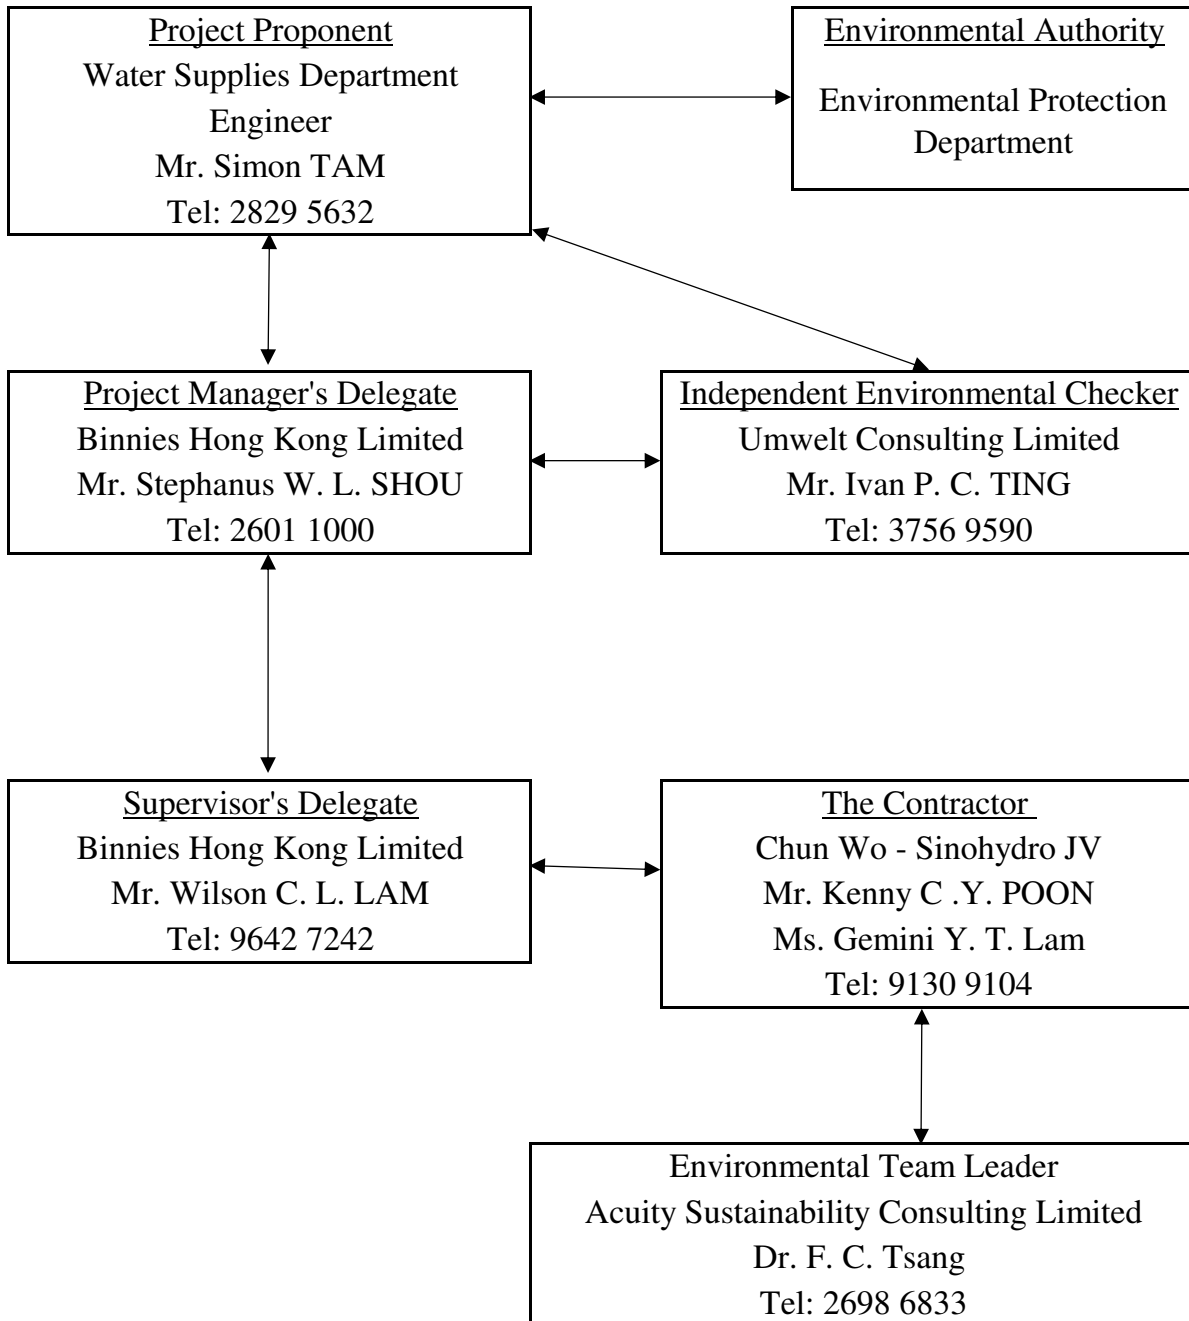 Project Proponent
Water Supplies Department
Engineer
Mr. Simon TAM
Tel: 2829 5632
Environmental Authority
Environmental Protection
Department
Project Manager's Delegate
Binnies Hong Kong Limited
Mr. Stephanus W. L. SHOU
Tel: 2601 1000
Independent Environmental Checker
Umwelt Consulting Limited
Mr. Ivan P. C. TING
Tel: 3756 9590
Supervisor's Delegate
Binnies Hong Kong Limited
Mr. Wilson C. L. LAM
Tel: 9642 7242
The Contractor
Chun Wo - Sinohydro JV
Mr. Kenny C .Y. POON
Ms. Gemini Y. T. Lam
Tel: 9130 9104
Environmental Team Leader
Acuity Sustainability Consulting Limited
Dr. F. C. Tsang
Tel: 2698 6833